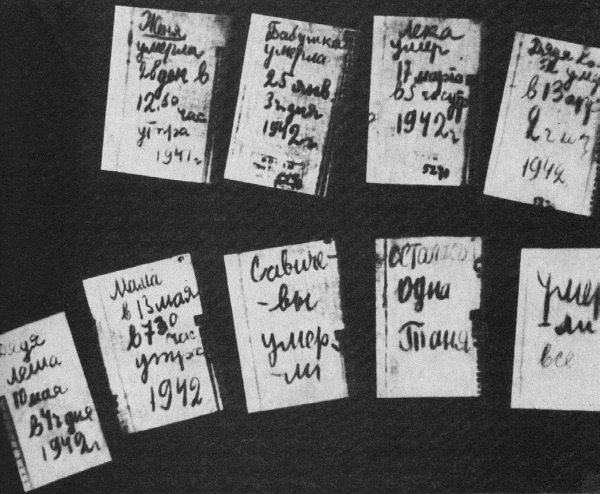 Женя
умерла
28 дек в
12.30
час
утра
1941 г
Бабушка
умерла
25 янв.
3 ч дня
1942 г.
Лека
умер
17 марта
в 5 час утр
1942 г
Дядя
умер
в 13 апр
2 ч
1942
Дядя
Леша
10 мая
в 4 ч дня
1942 г
Мама
в 13 мая
в 7 30
час
утра
1942
Савиче-
-вы
умер-
-ли
Осталась
одна
Таня
Умер
-ли
все